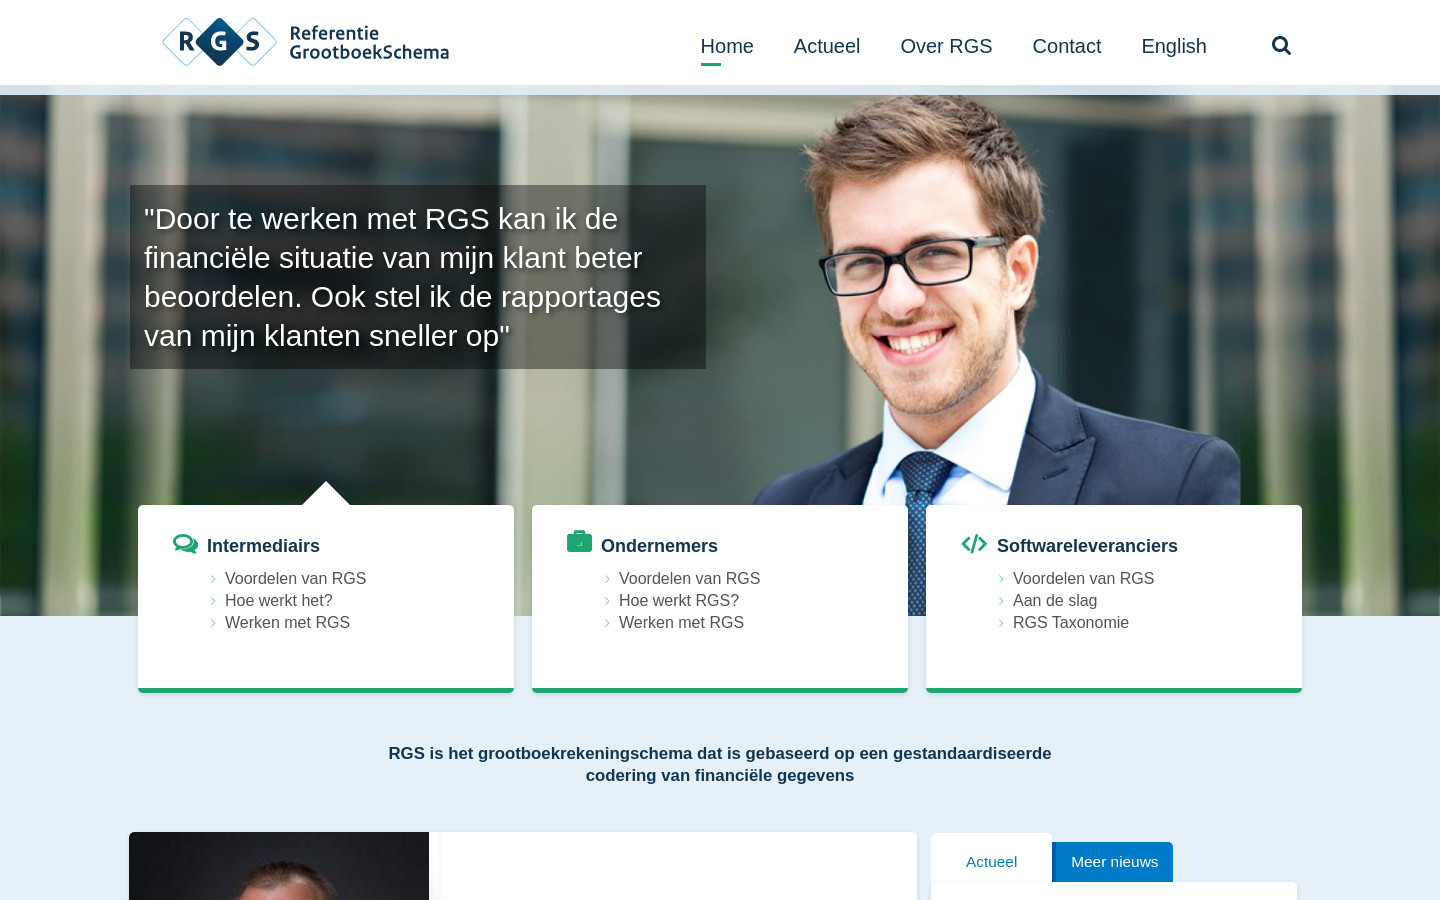 RGS Referentie
GrootboekSchema
Home Actueel Over RGS Contact English
"Door te werken met RGS kan ik de
financiële situatie van mijn klant beter
beoordelen. Ook stel ik de rapportages
van mijn klanten sneller op"
Intermediairs
Voordelen van RGS
Hoe werkt het?
Werken met RGS
Ondernemers
Voordelen van RGS
Hoe werkt RGS?
Werken met RGS
Softwareleveranciers
Voordelen van RGS
Aan de slag
RGS Taxonomie
RGS is het grootboekrekeningschema dat is gebaseerd op een gestandaardiseerde
codering van financiële gegevens
Actueel Meer nieuws